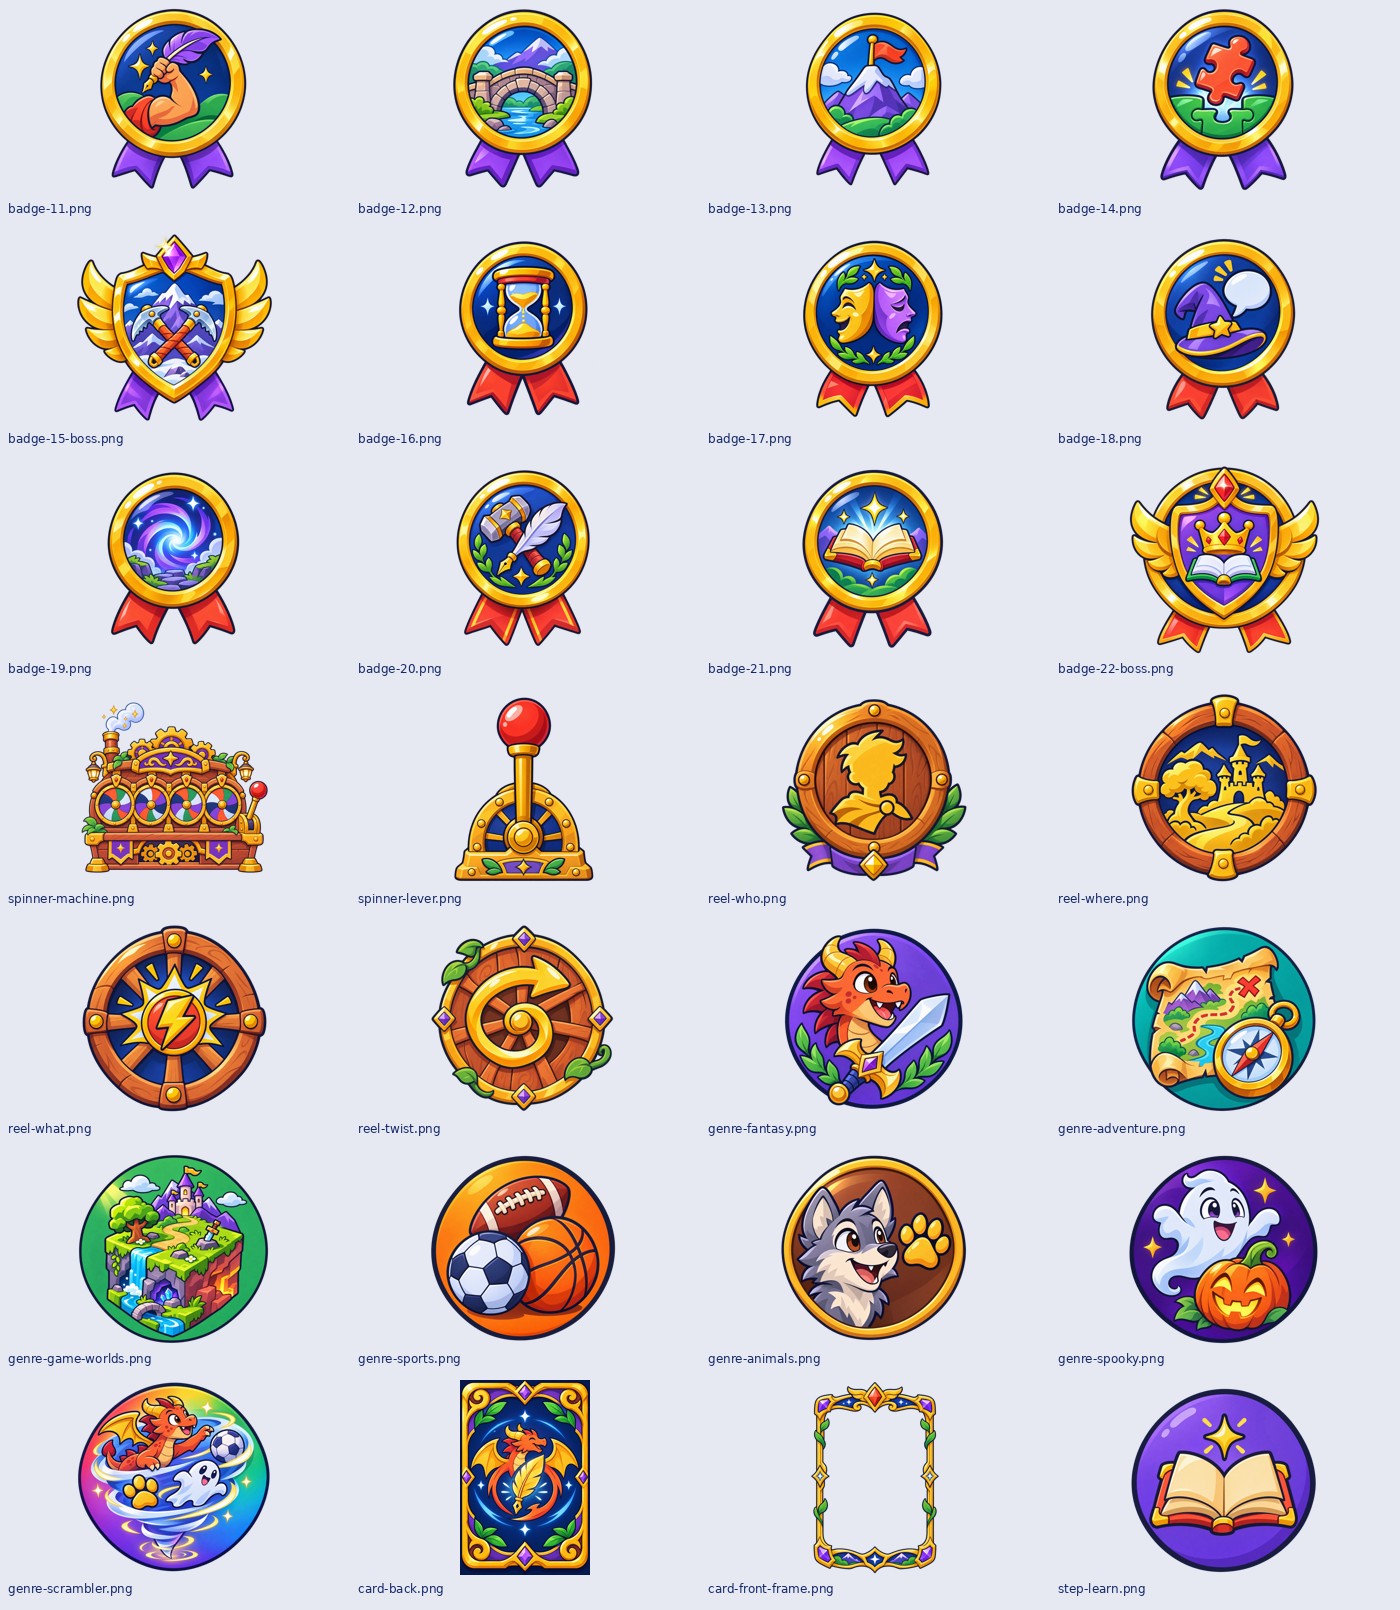 badge-11.png
badge-12.png
badge-13.png
badge-14.png
badge-15-boss.png
badge-16.png
badge-17.png
badge-18.png
badge-19.png
badge-20.png
badge-21.png
badge-22-boss.png
spinner-machine.png
spinner-lever.png
reel-who.png
reel-where.png
reel-what.png
reel-twist.png
genre-fantasy.png
genre-adventure.png
genre-game-worlds.png
genre-sports.png
genre-animals.png
genre-spooky.png
genre-scrambler.png
card-back.png
card-front-frame.png
step-learn.png